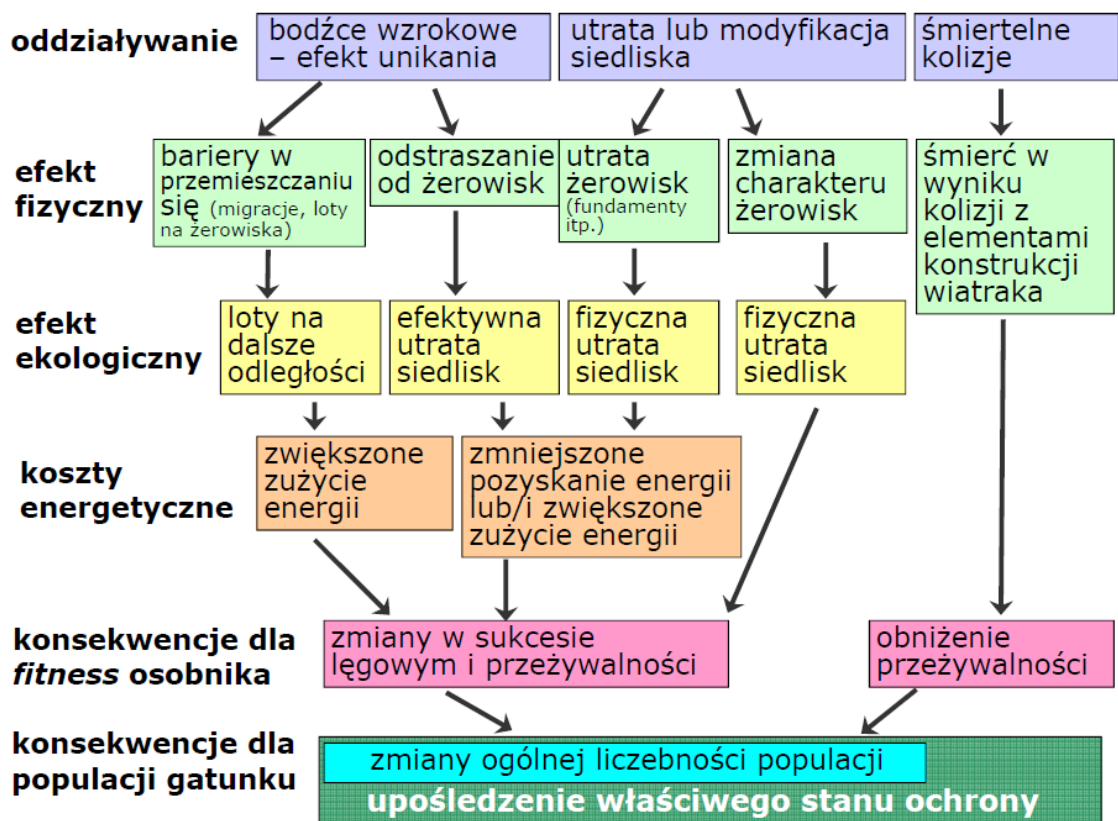 oddziaływanie
bodźce wzrokowe
– efekt unikania
utrata lub modyfikacja
siedliska
śmiertelne
kolizje
efekt
fizyczny
bariery w
przemieszczaniu
się (migracje, loty
na żerowiska)
odstraszanie
od żerowisk
utrata
żerowisk
(fundamenty
itp.)
zmiana
charakteru
żerowisk
śmierć w
wyniku
kolizji z
elementami
konstrukcji
wiatraka
efekt
ekologiczny
loty na
dalsze
odległości
efektywna
utrata
siedlisk
fizyczna
utrata
siedlisk
fizyczna
utrata
siedlisk
koszty
energetyczne
zwiększone
zużycie
energii
zmniejszone
pozyskanie energii
lub/i zwiększone
zużycie energii
konsekwencje dla
fitness osobnika
zmiany w sukcesie
lęgowym i przeżywalności
obniżenie
przeżywalności
konsekwencje dla
populacji gatunku
zmiany ogólnej liczebności populacji
upośledzenie właściwego stanu ochrony